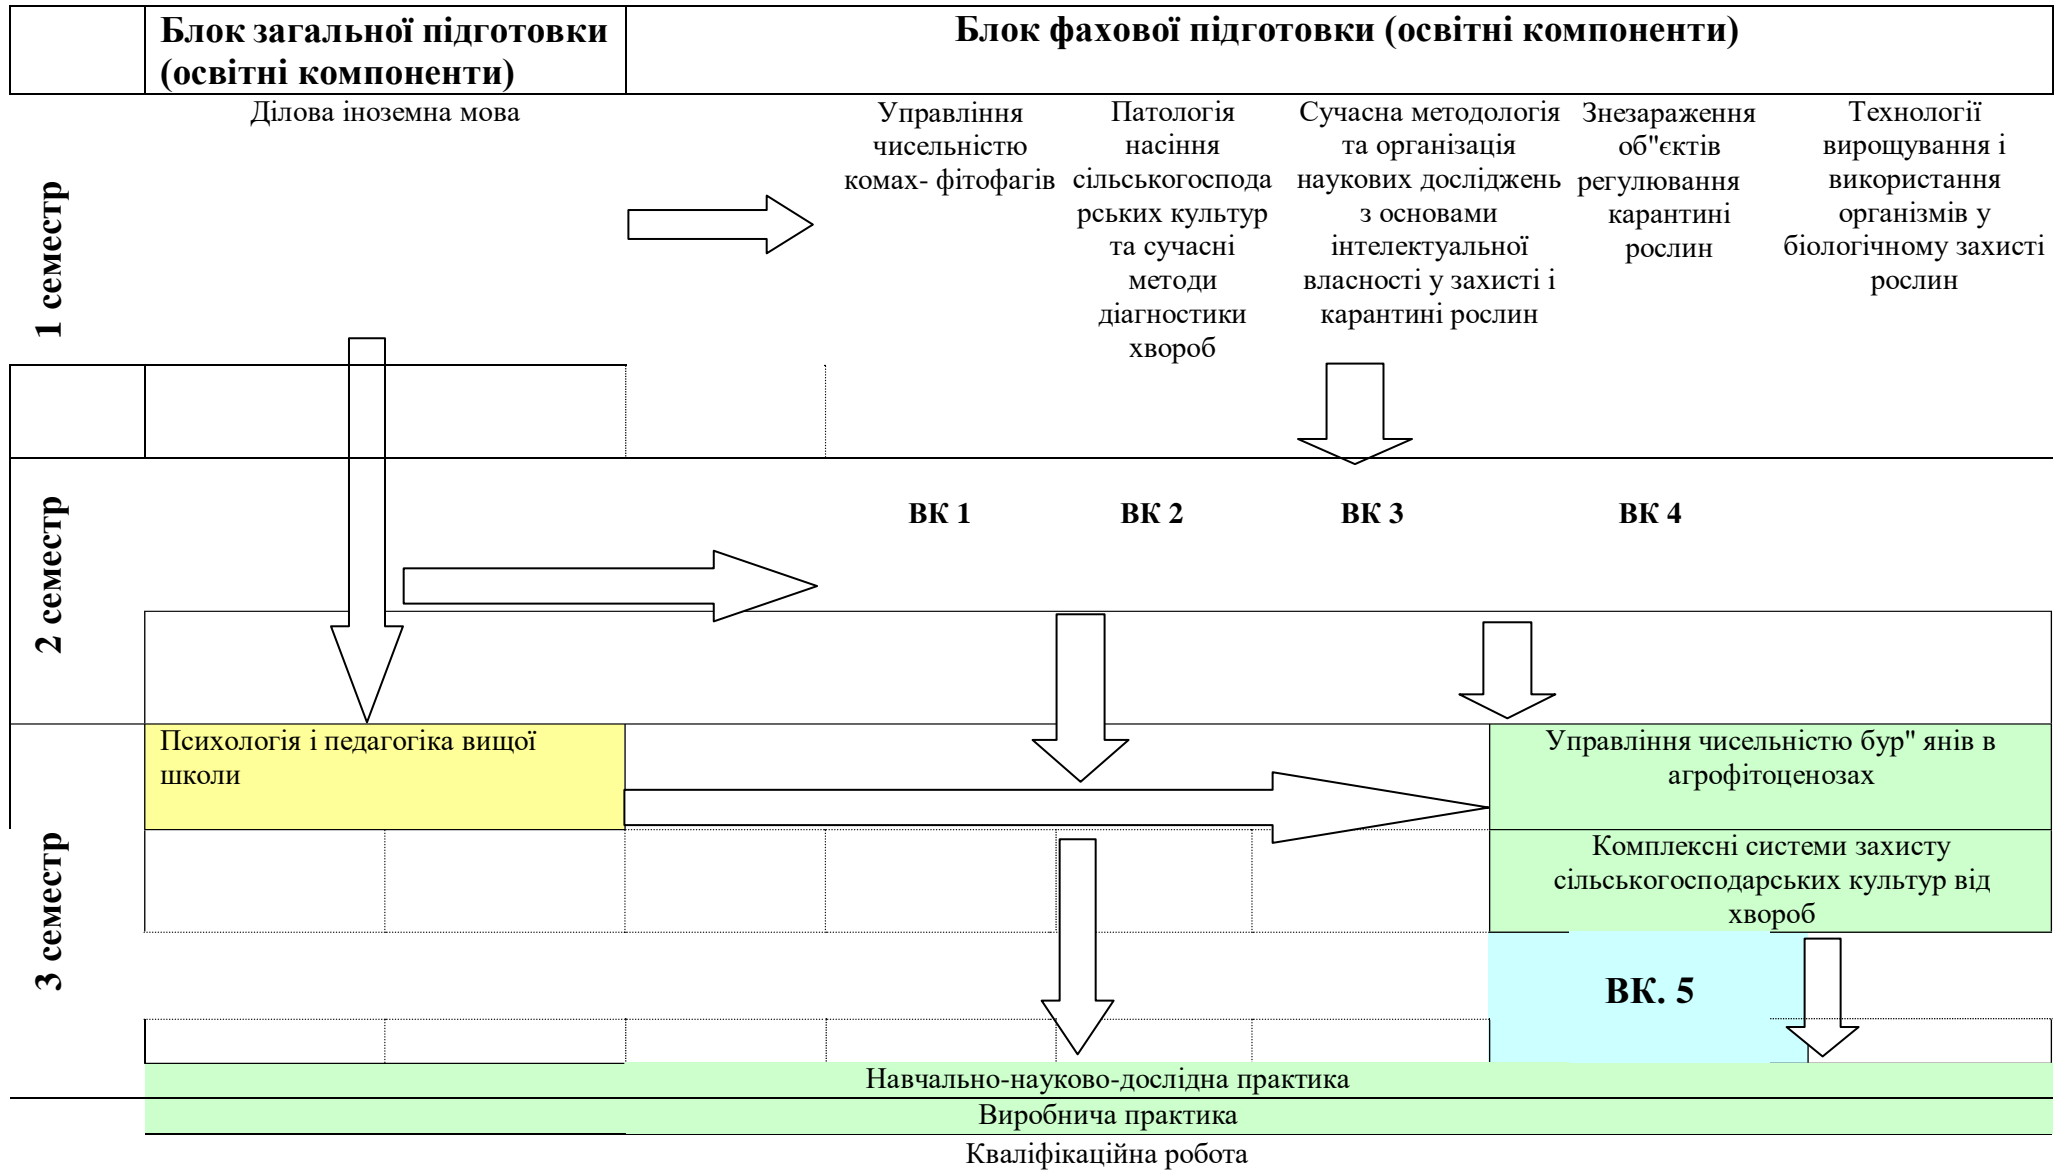 Блок загальної підготовки
(освітні компоненти)
Блок фахової підготовки (освітні компоненти)
1 семестр
Ділова іноземна мова
Управління
чисельністю
комах- фітофагів
Патологія
насіння
сільськогоспода
рських культур
та сучасні
методи
діагностики
хвороб
Сучасна методологія
та організація
наукових досліджень
з основами
інтелектуальної
власності у захисті і
карантині рослин
Знезараження
об"єктів
регулювання
карантині
рослин
Технології
вирощування і
використання
організмів у
біологічному захисті
рослин
2 семестр
ВК 1
ВК 2
ВК 3
ВК 4
3 семестр
Психологія і педагогіка вищої
школи
Управління чисельністю бур" янів в
агрофітоценозах
Комплексні системи захисту
сільськогосподарських культур від
хвороб
ВК. 5
Навчально-науково-дослідна практика
Виробнича практика
Кваліфікаційна робота